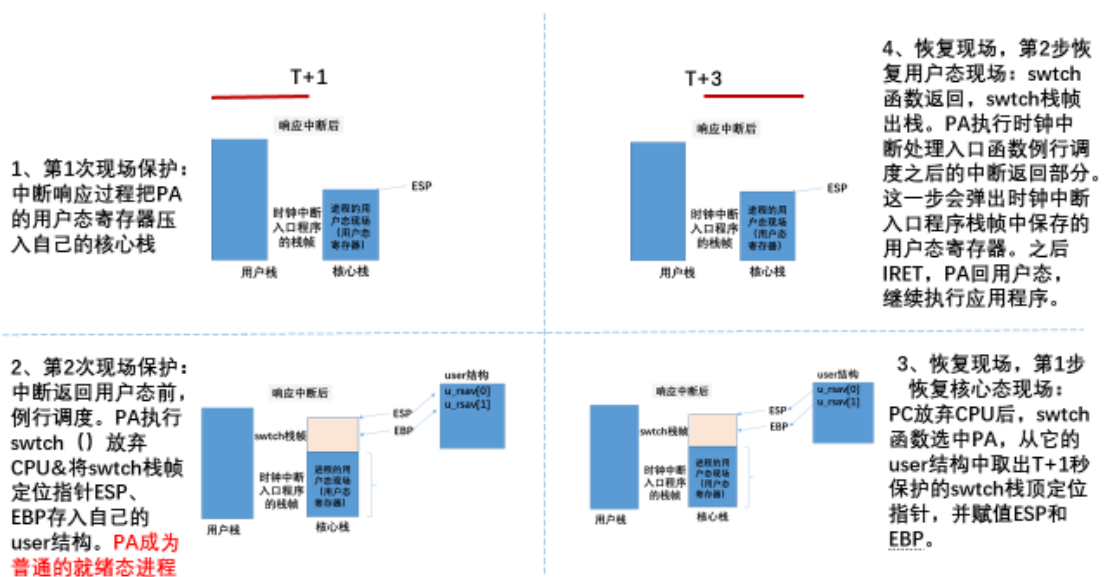 T+1
响应中断后
1、第1次现场保护：
中断响应过程把PA
的用户态寄存器压
入自己的核心栈
ESP
时钟中断
入口程序
的栈帧
进程的用
户态现场
（用户态
寄存器）
用户栈
核心栈
T+3
响应中断后
ESP
时钟中断
入口程序
的栈帧
进程的用
户态现场
（用户态
寄存器）
用户栈
核心栈
4、恢复现场，第2步恢
复用户态现场：swtch
函数返回，swtch栈帧
出栈。PA执行时钟中
断处理入口函数例行调
度之后的中断返回部分。
这一步会弹出时钟中断
入口程序栈帧中保存的
用户态寄存器。之后
IRET，PA回用户态，
继续执行应用程序。
2、第2次现场保护：
中断返回用户态前，
例行调度。PA执行
swtch（）放弃
CPU&将swtch栈帧
定位指针ESP、
EBP存入自己的
user结构。PA成为
普通的就绪态进程
响应中断后
user结构
u_rsav[0]
u_rsav[1]
ESP
EBP
swtch栈帧
时钟中断
入口程序
的栈帧
进程的用
户态现场
（用户态
寄存器）
用户栈
核心栈
响应中断后
user结构
u_rsav[0]
u_rsav[1]
ESP
EBP
swtch栈帧
时钟中断
入口程序
的栈帧
进程的用
户态现场
（用户态
寄存器）
用户栈
核心栈
3、恢复现场，第1步
恢复核心态现场：
PC放弃CPU后，swtch
函数选中PA，从它的
user结构中取出T+1秒
保护的swtch栈顶定位
指针，并赋值ESP和
EBP。